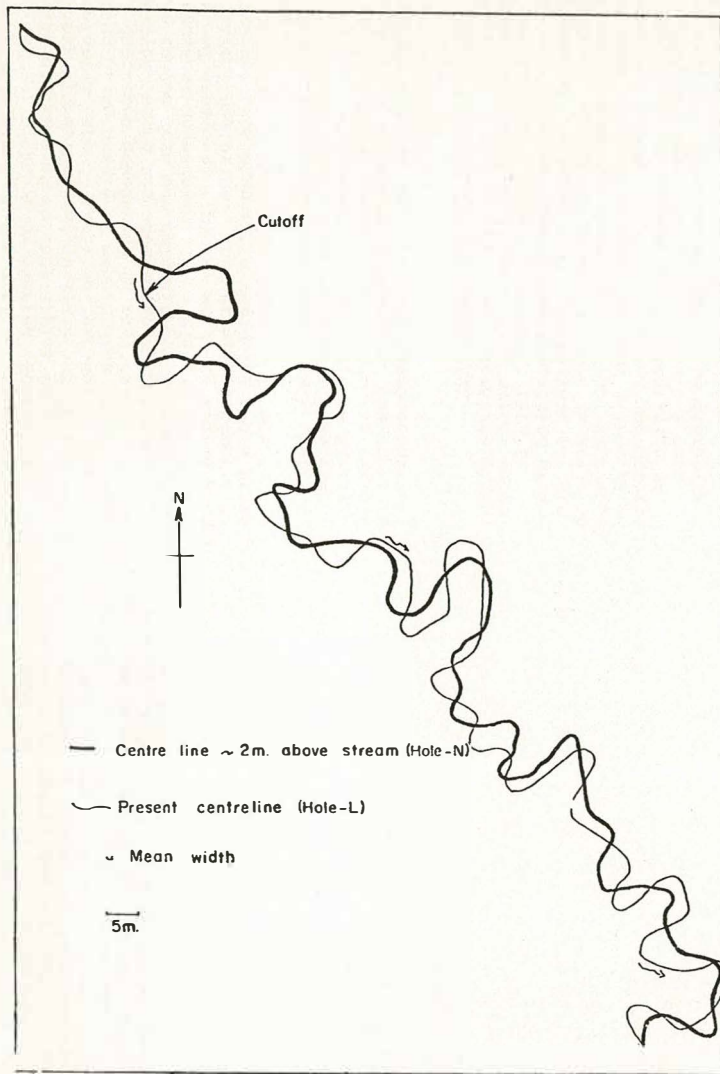 Cutoff
N
Centre line ~ 2m. above stream (Hole-N)
Present centreline (Hole-L)
Mean width
5m.